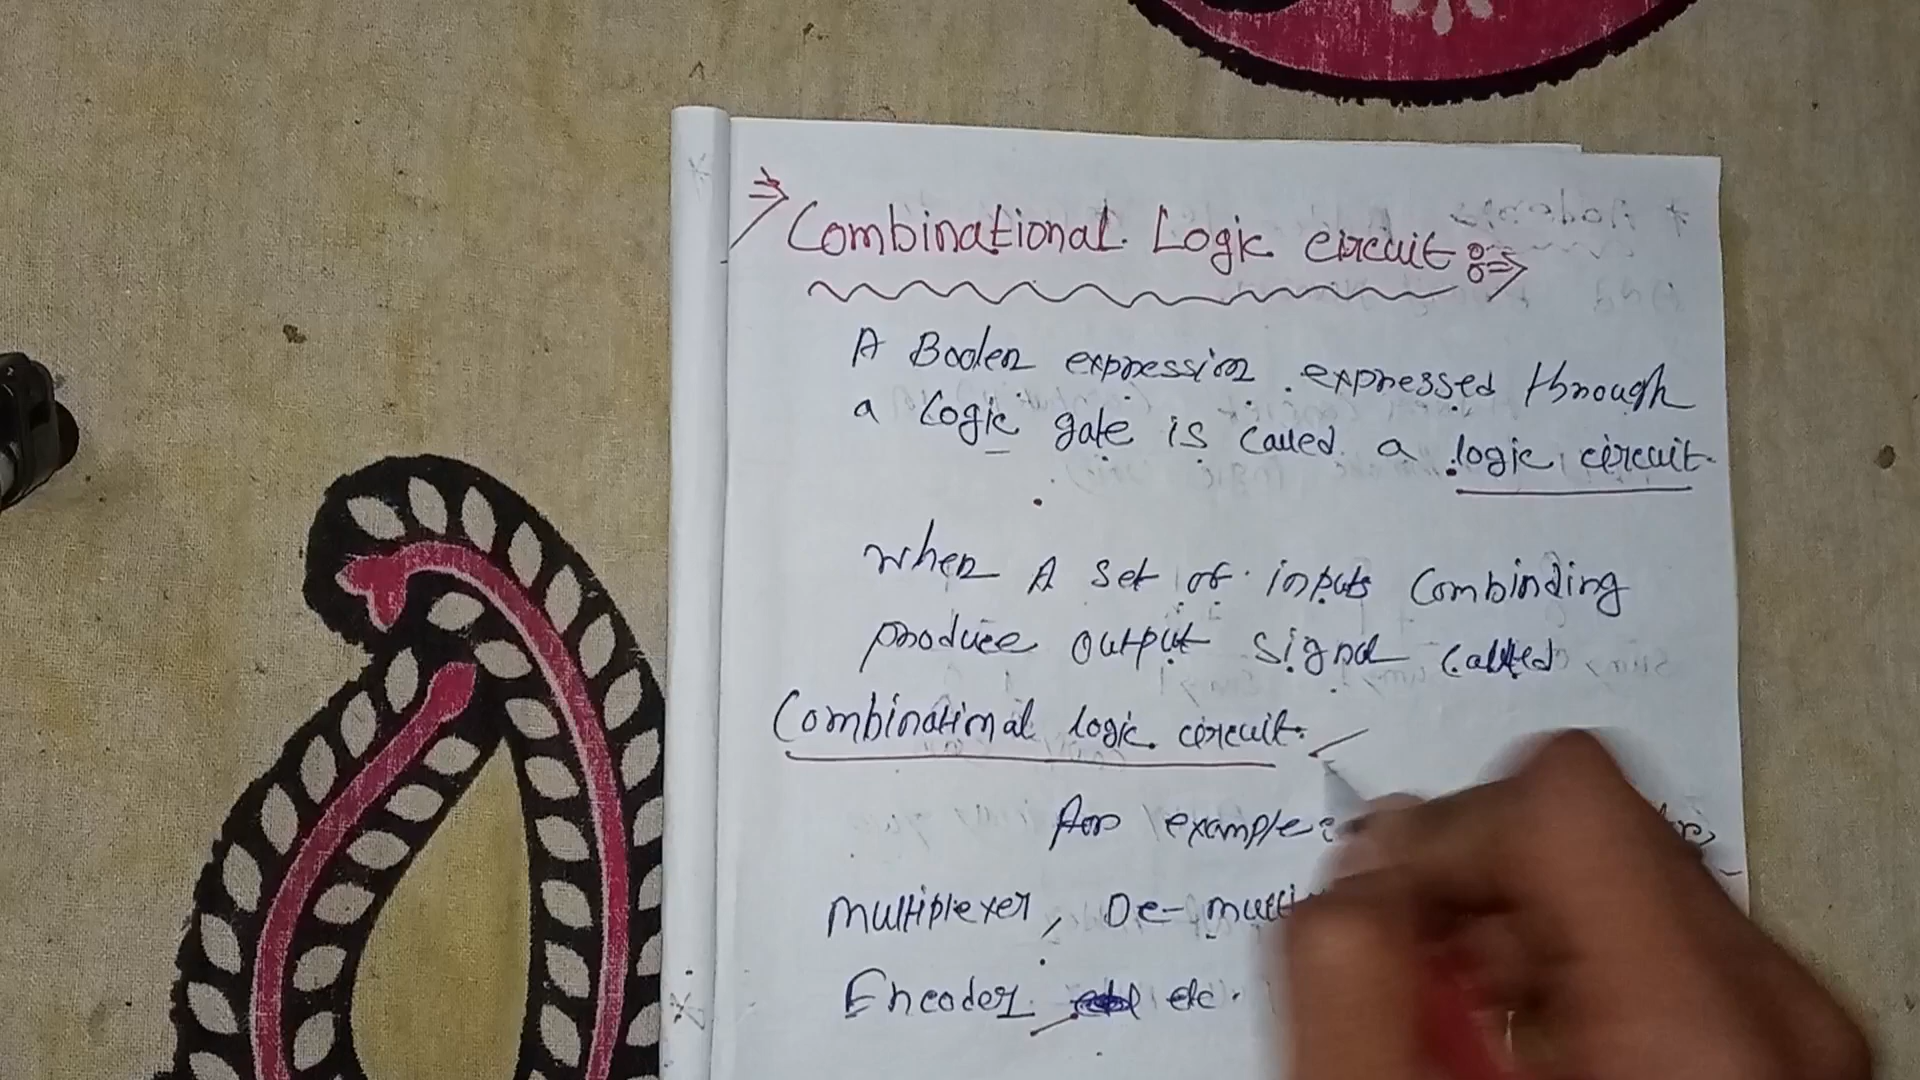 ⇒ Combinational Logic circuit :⇒
A Boolen expression expressed through
a Logic gate is called a logic circuit.
When A set of inputs Combinding
produce output signal called
Combinational logic circuit.
for example
multiplexer, De-
Encoder, etc.